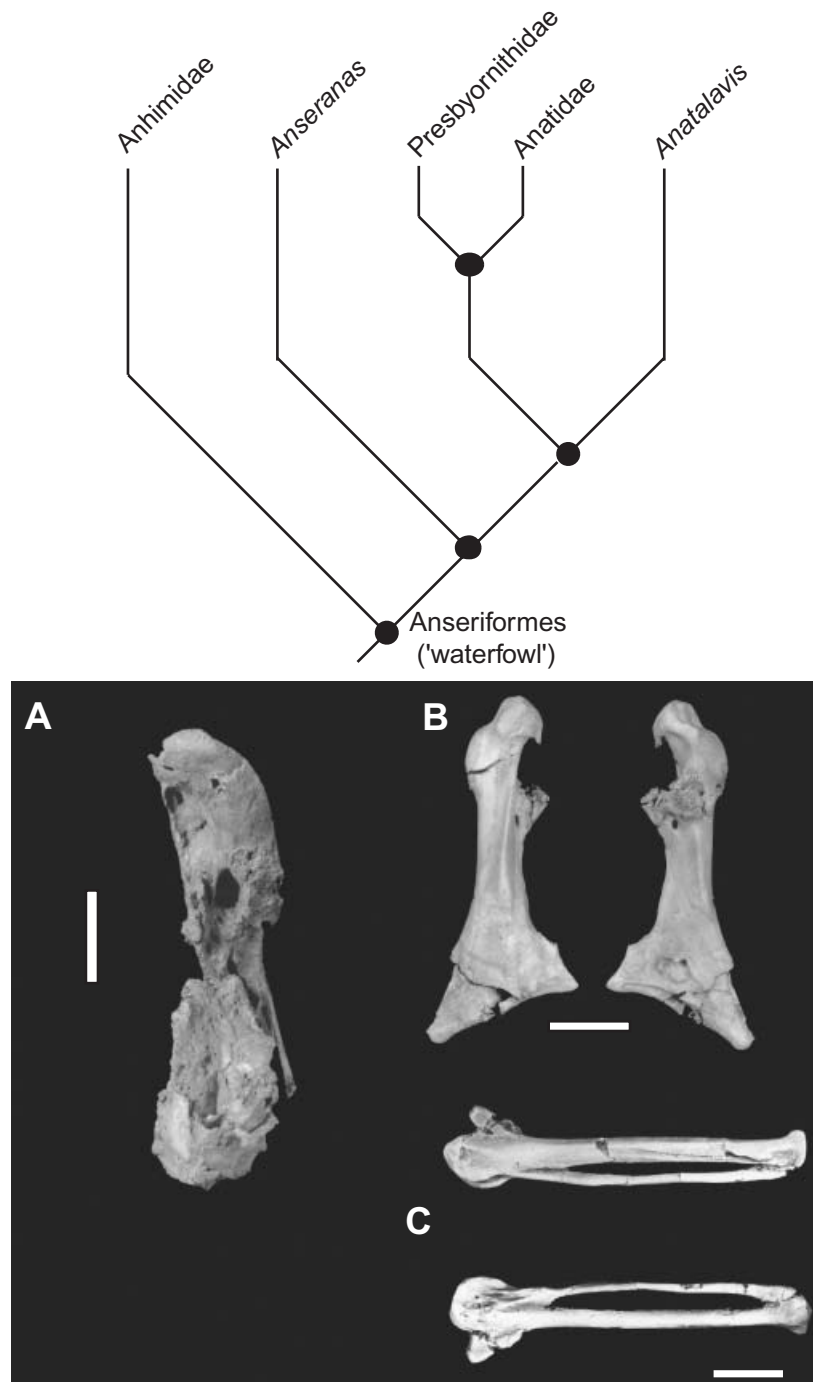 Anhimidae
Anseranas
Presbyornithidae
Anatidae
Anatalavis
Anseriformes
('waterfowl')
A
B
C